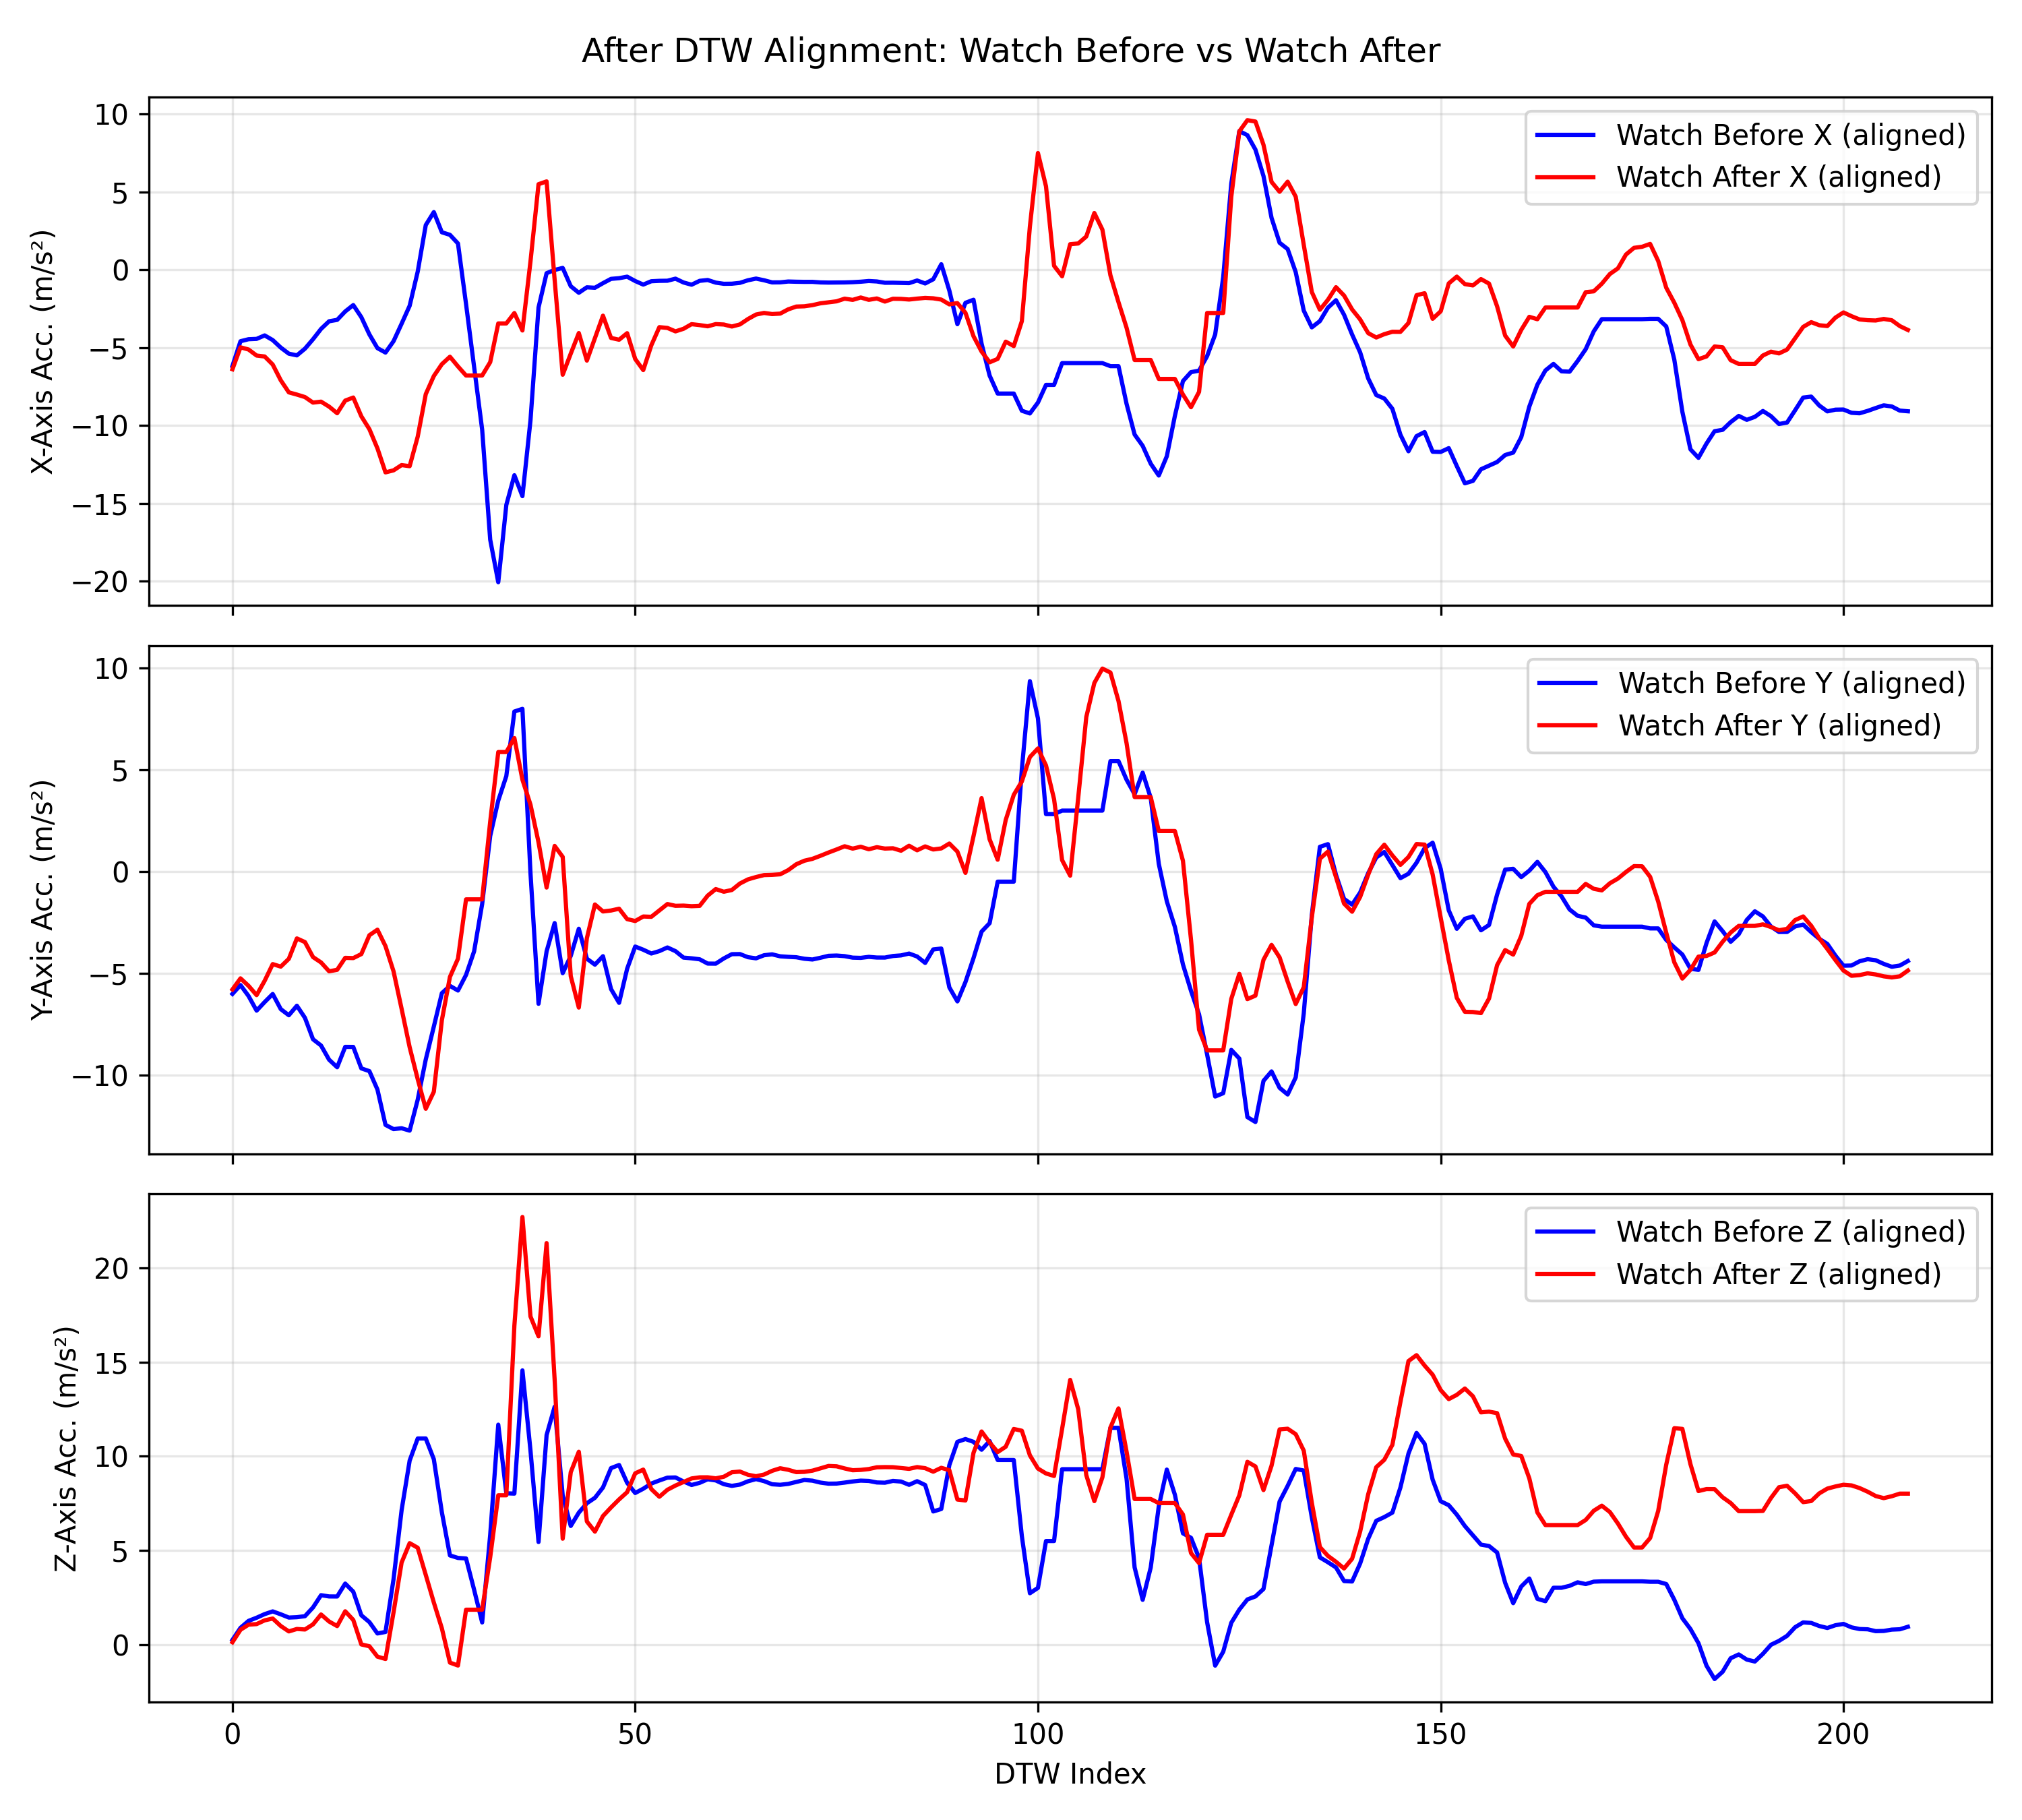 After DTW Alignment: Watch Before vs Watch After
10
5
0
−5
−10
−15
−20
X-Axis Acc. (m/s²)
Watch Before X (aligned)
Watch After X (aligned)
10
5
0
−5
−10
Y-Axis Acc. (m/s²)
Watch Before Y (aligned)
Watch After Y (aligned)
20
15
10
5
0
Z-Axis Acc. (m/s²)
Watch Before Z (aligned)
Watch After Z (aligned)
0 50 100 150 200
DTW Index